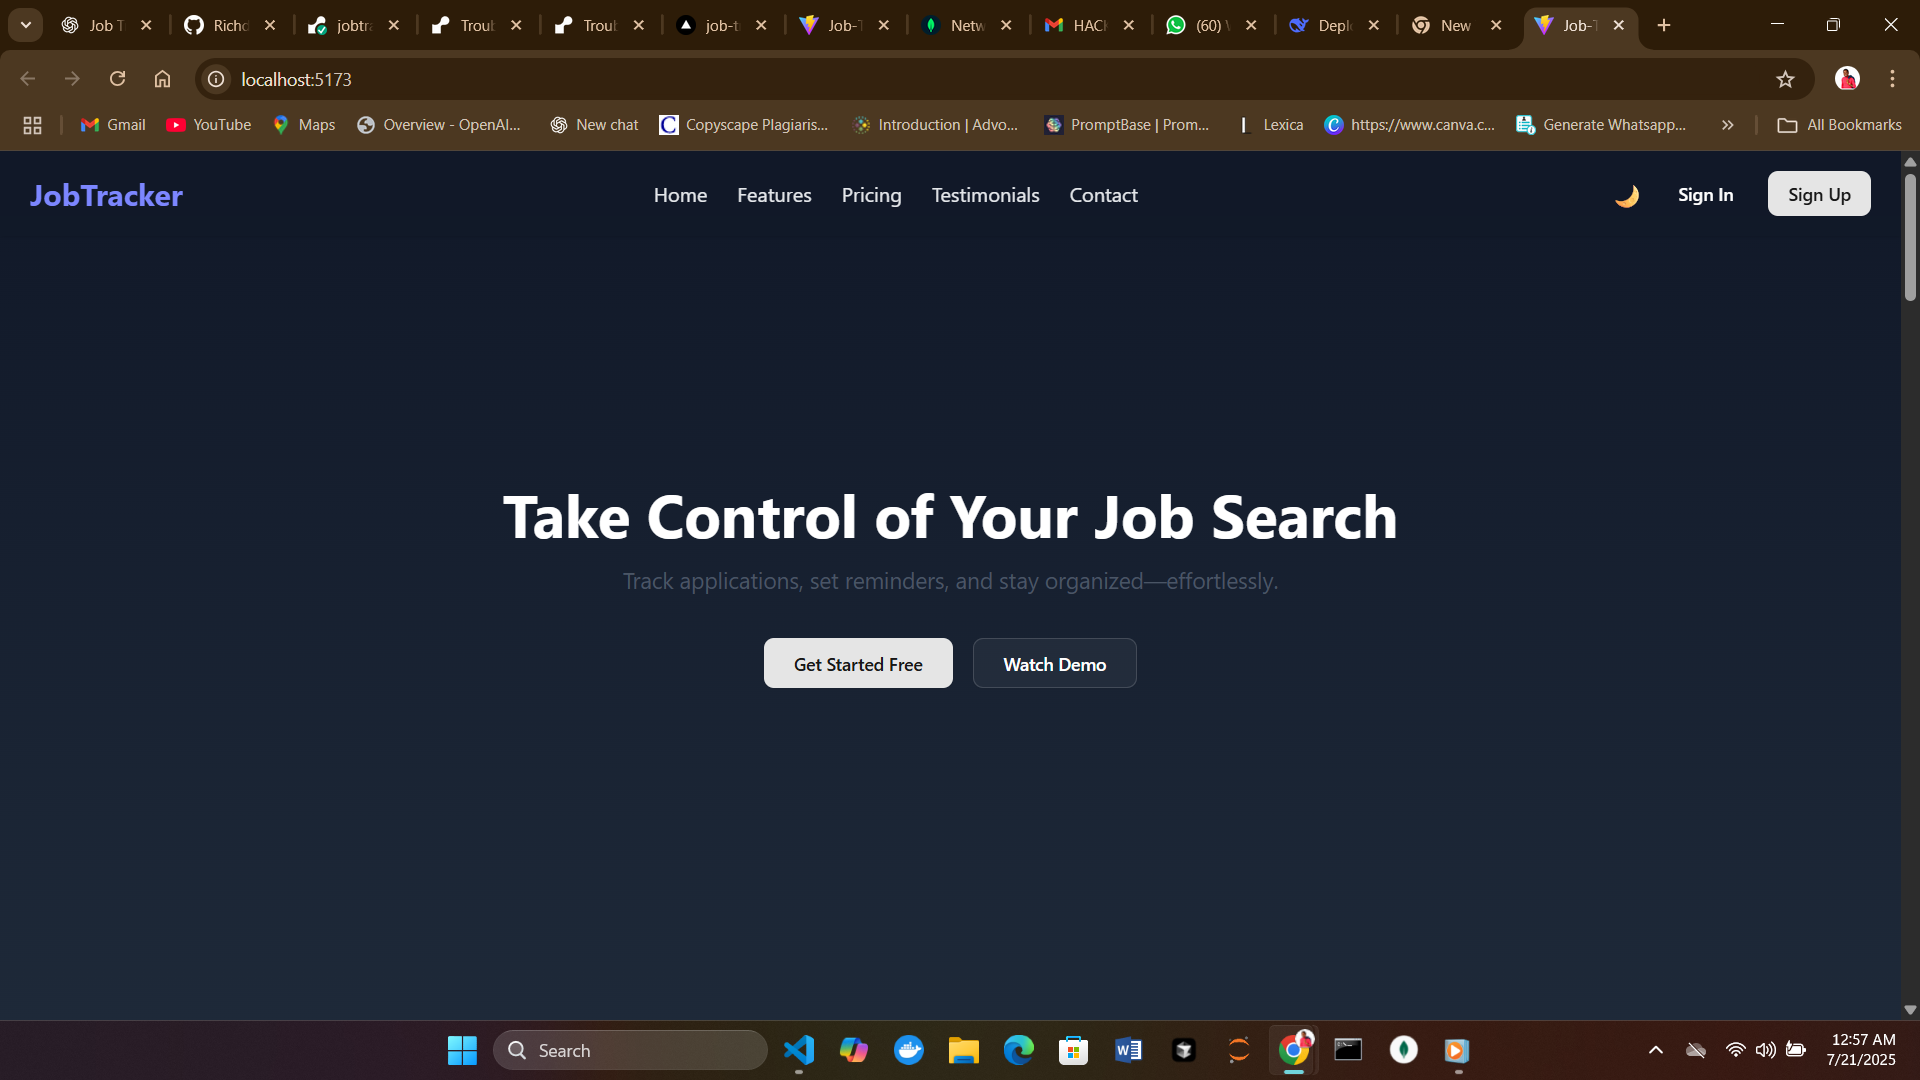 Job T
Richd
jobtra
Troub
Troub
job-t
Job-T
Netw
HACK
(60) W
Depl
New
Job-T
localhost:5173
Gmail
YouTube
Maps
Overview - OpenAI...
New chat
Copyscape Plagiaris...
Introduction | Advo...
PromptBase | Prom...
Lexica
https://www.canva.c...
Generate Whatsapp...
All Bookmarks
JobTracker
Home
Features
Pricing
Testimonials
Contact
Sign In
Sign Up
Take Control of Your Job Search
Track applications, set reminders, and stay organized—effortlessly.
Get Started Free
Watch Demo
Search
12:57 AM
7/21/2025